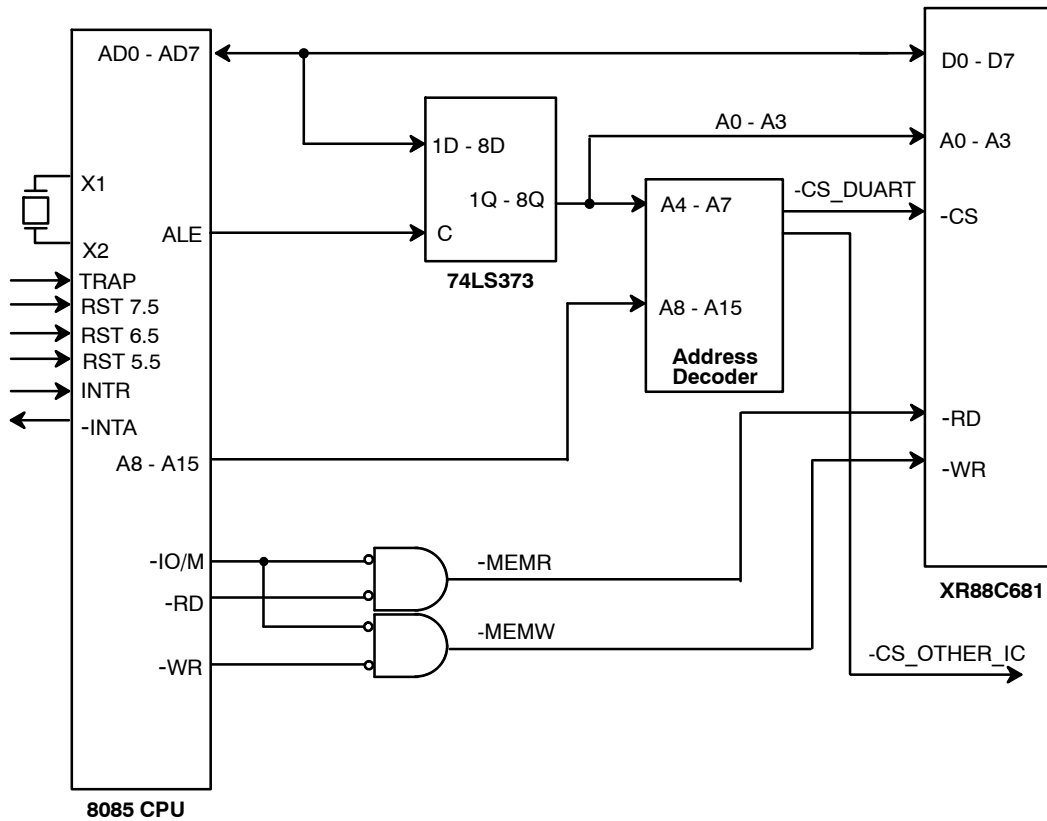 AD0 - AD7
X1
X2
ALE
TRAP
RST 7.5
RST 6.5
RST 5.5
INTR
-INTA
A8 - A15
-IO/M
-RD
-WR
8085 CPU
1D - 8D
1Q - 8Q
C
74LS373
A0 - A3
A4 - A7
A8 - A15
Address
Decoder
-CS_DUART
-MEMR
-MEMW
D0 - D7
A0 - A3
-CS
-RD
-WR
XR88C681
-CS_OTHER_IC